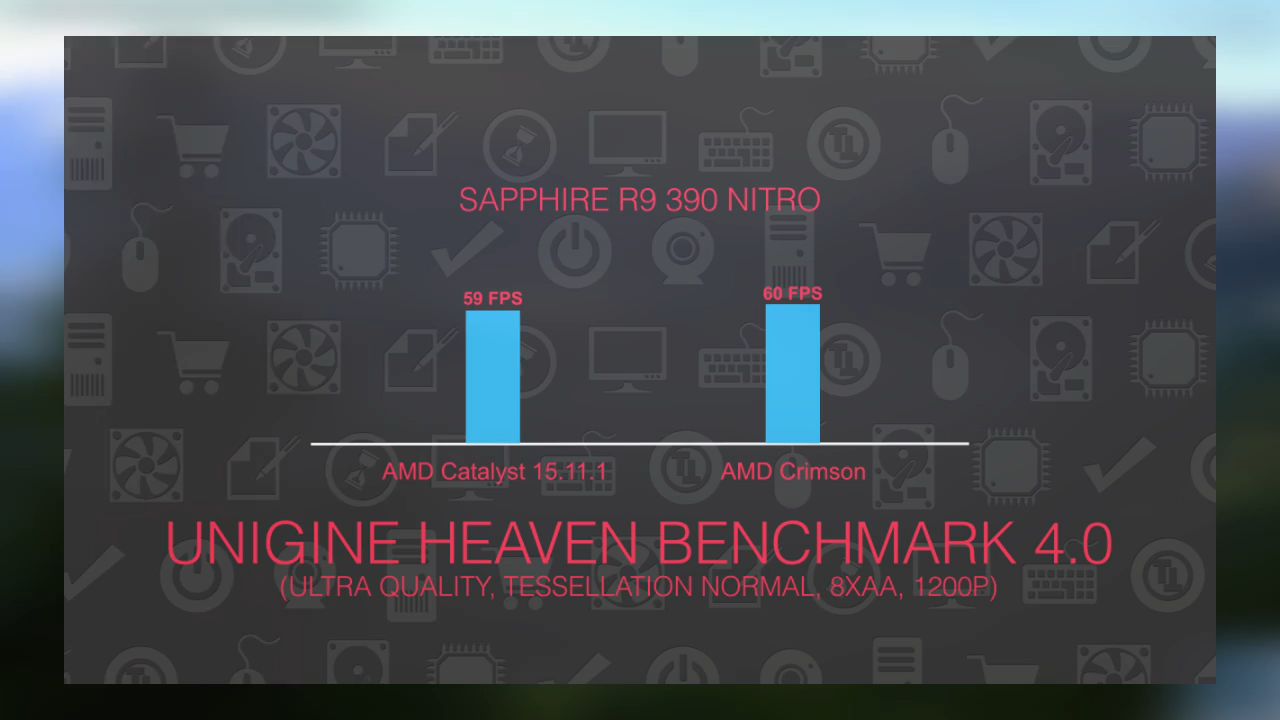 SAPPHIRE R9 390 NITRO
59 FPS
60 FPS
AMD Catalyst 15.11.1
AMD Crimson
UNIGINE HEAVEN BENCHMARK 4.0
(ULTRA QUALITY, TESSELLATION NORMAL, 8XAA, 1200P)